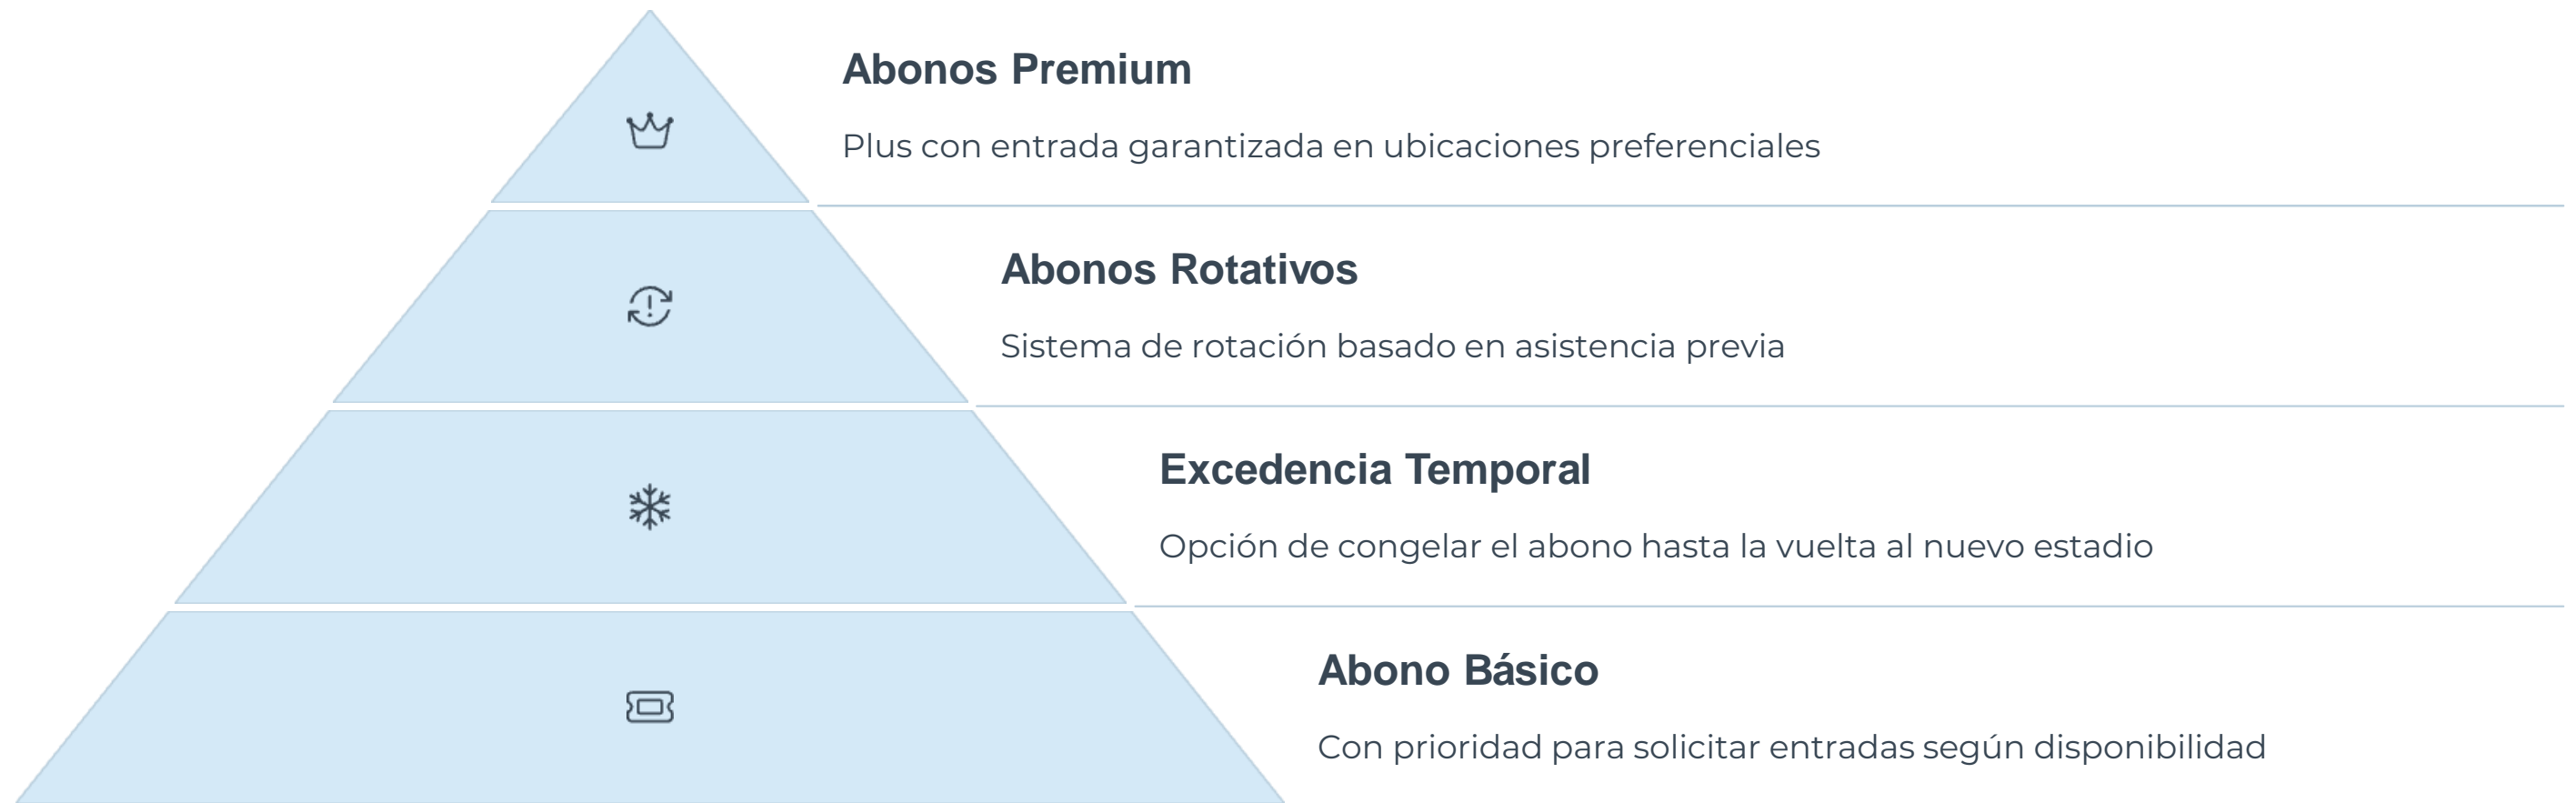 Abonos Premium
Plus con entrada garantizada en ubicaciones preferenciales
Abonos Rotativos
Sistema de rotación basado en asistencia previa
Excedencia Temporal
Opción de congelar el abono hasta la vuelta al nuevo estadio
Abono Básico
Con prioridad para solicitar entradas según disponibilidad